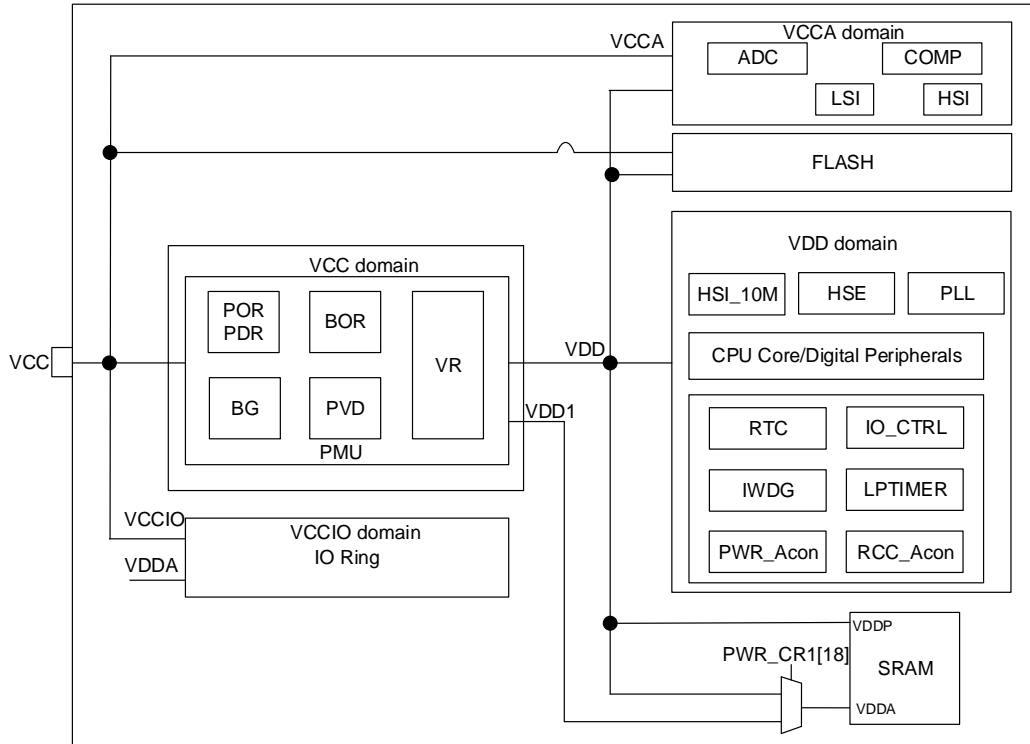 VCCA domain
VCCA
ADC
COMP
LSI
HSI
FLASH
VDD domain
HSI_10M
HSE
PLL
CPU Core/Digital Peripherals
RTC
IO_CTRL
IWDG
LPTIMER
PWR_Acon
RCC_Acon
VCC domain
POR
PDR
BOR
VR
BG
PVD
PMU
VCC
VDD
VDD1
VCCIO
VDDA
VCCIO domain
IO Ring
PWR_CR1[18]
VDDP
SRAM
VDDA